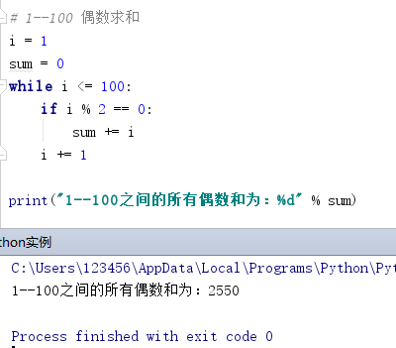 # 1--100 偶数求和
i = 1
sum = 0
while i <= 100:
    if i % 2 == 0:
        sum += i
    i += 1
print("1--100之间的所有偶数和为：%d" % sum)
thon实例
C:\Users\123456\AppData\Local\Programs\Python\Pyt
1--100之间的所有偶数和为：2550
Process finished with exit code 0